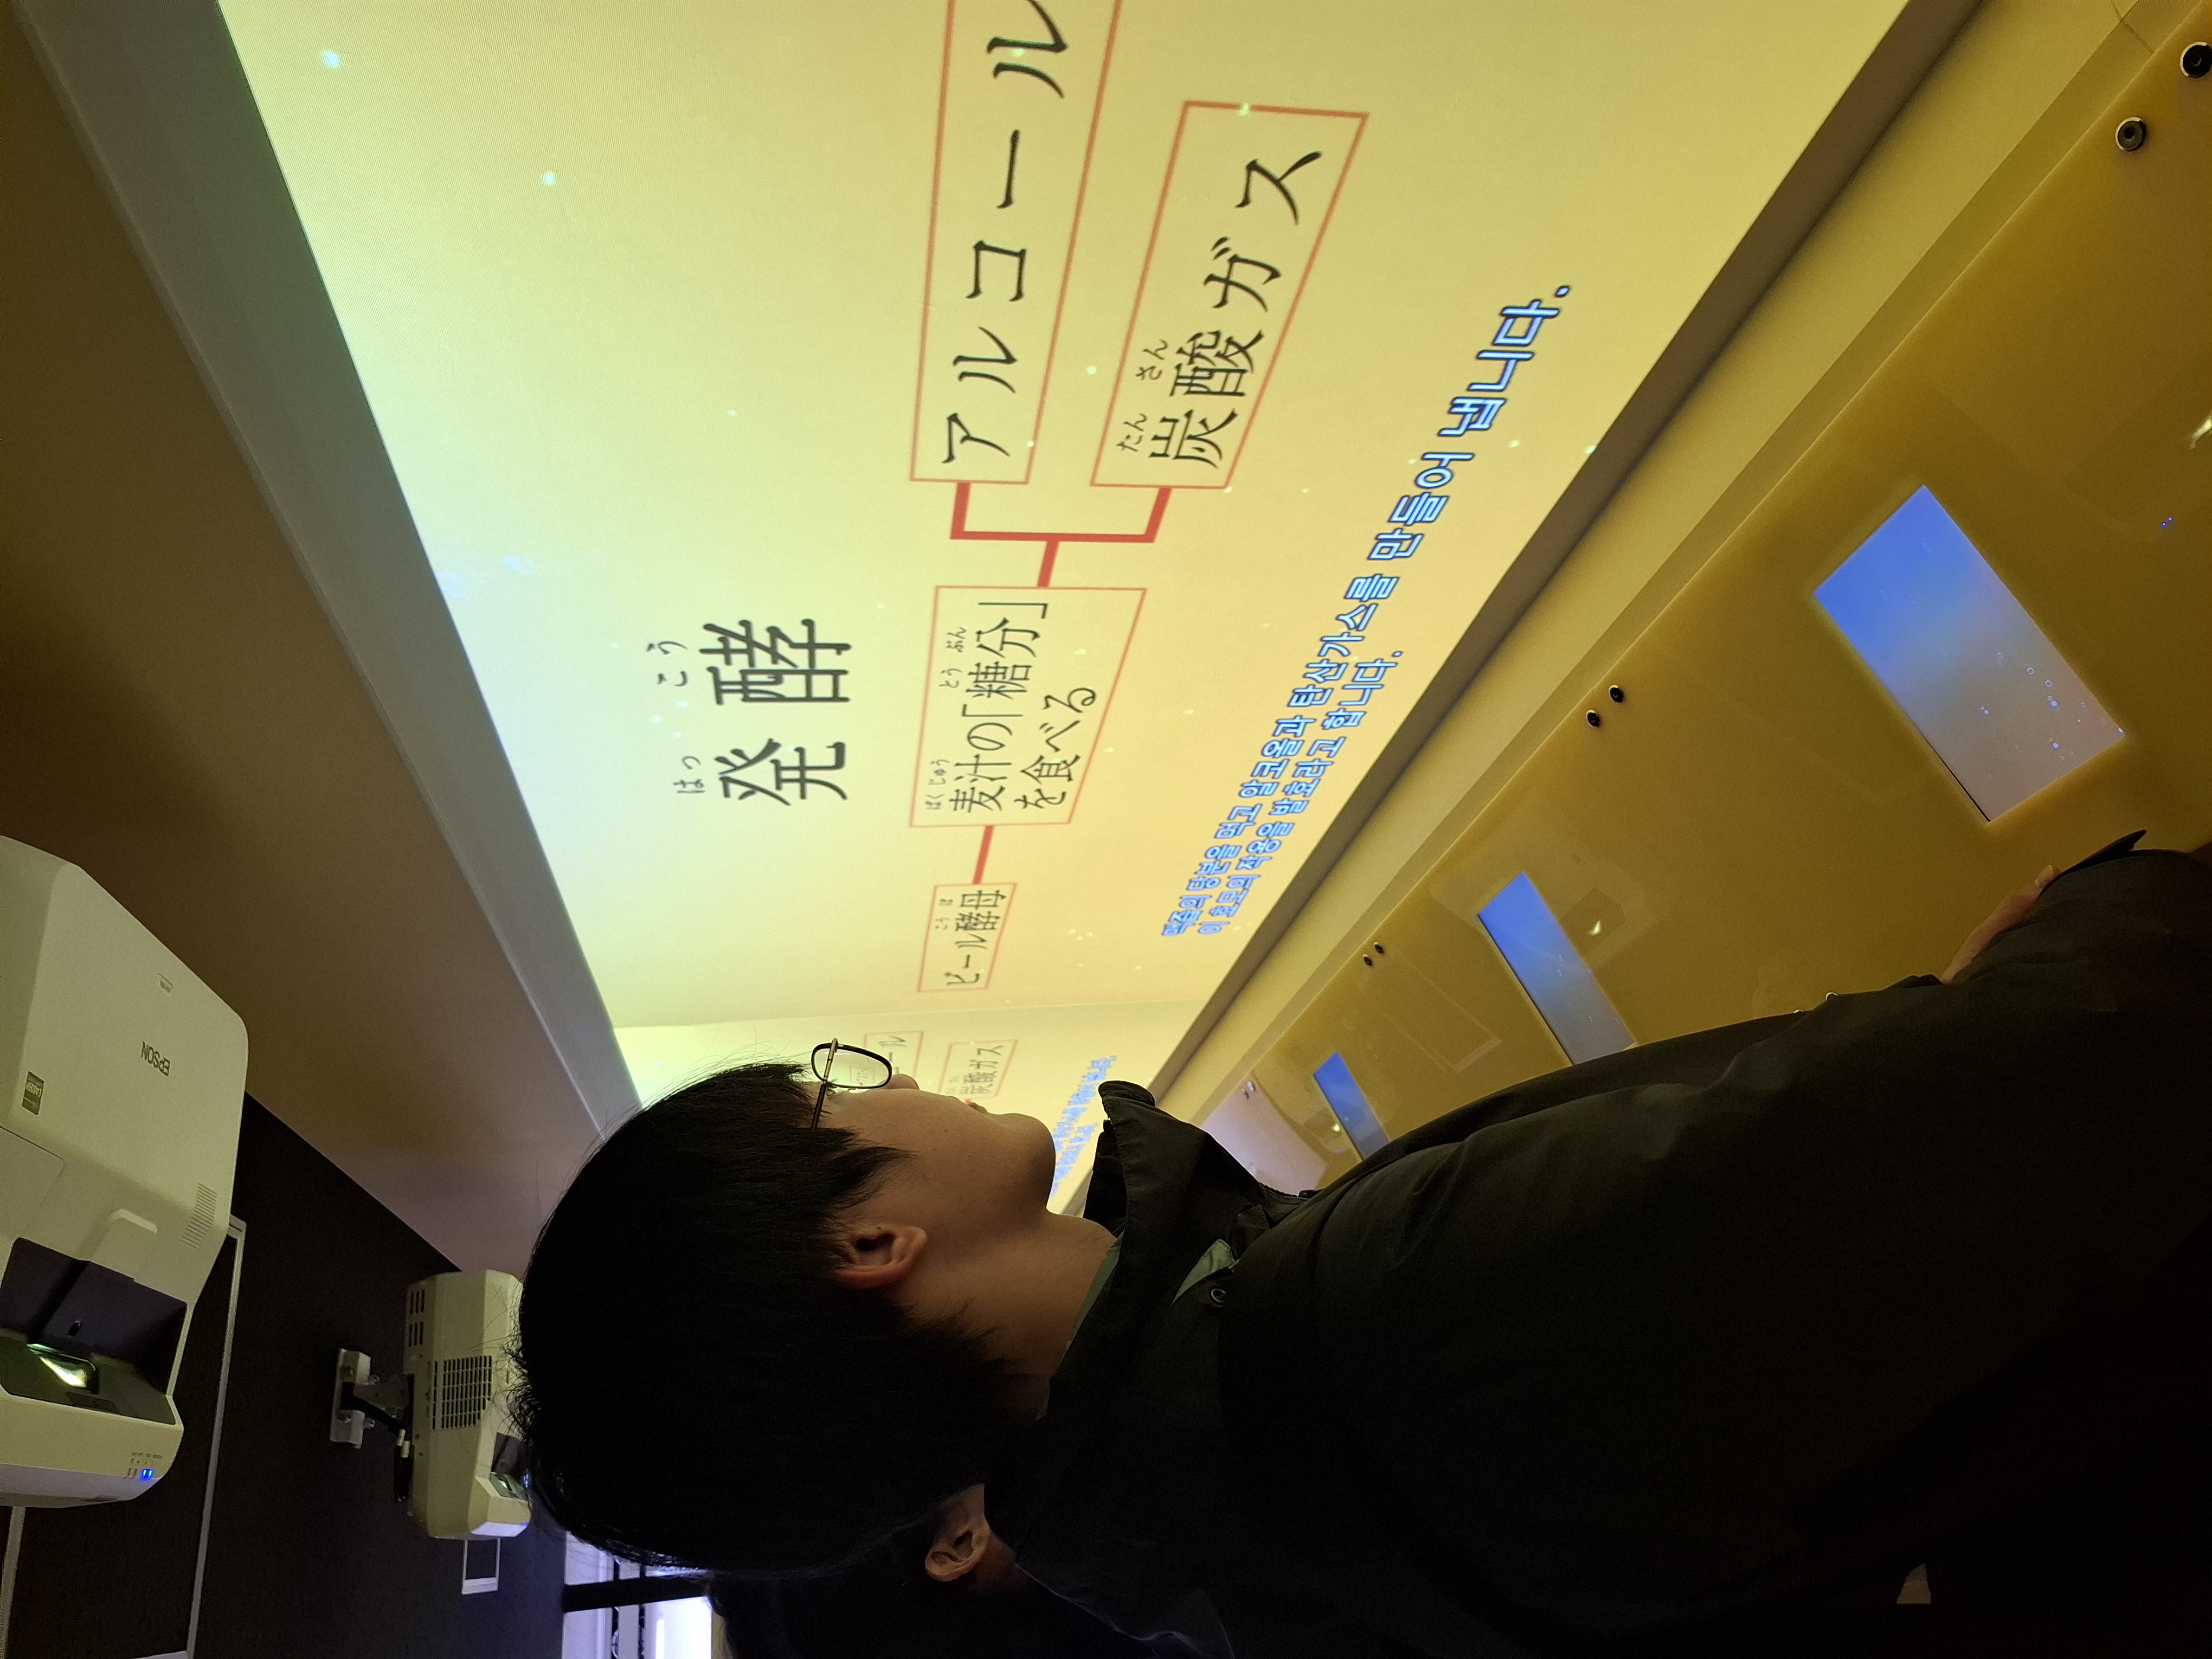 EPSON
はっ こう
発酵
こう ぼ
ビール酵母
ばくじゅう とう ぶん
麦汁の「糖分」
を食べる
アルコール
たん さん
炭酸ガス
맥즙의 당분을 먹고 알코올과 탄산가스를 만들어 냅니다.
이 효모의 작용을 발효라고 합니다.
ール
炭酸ガス